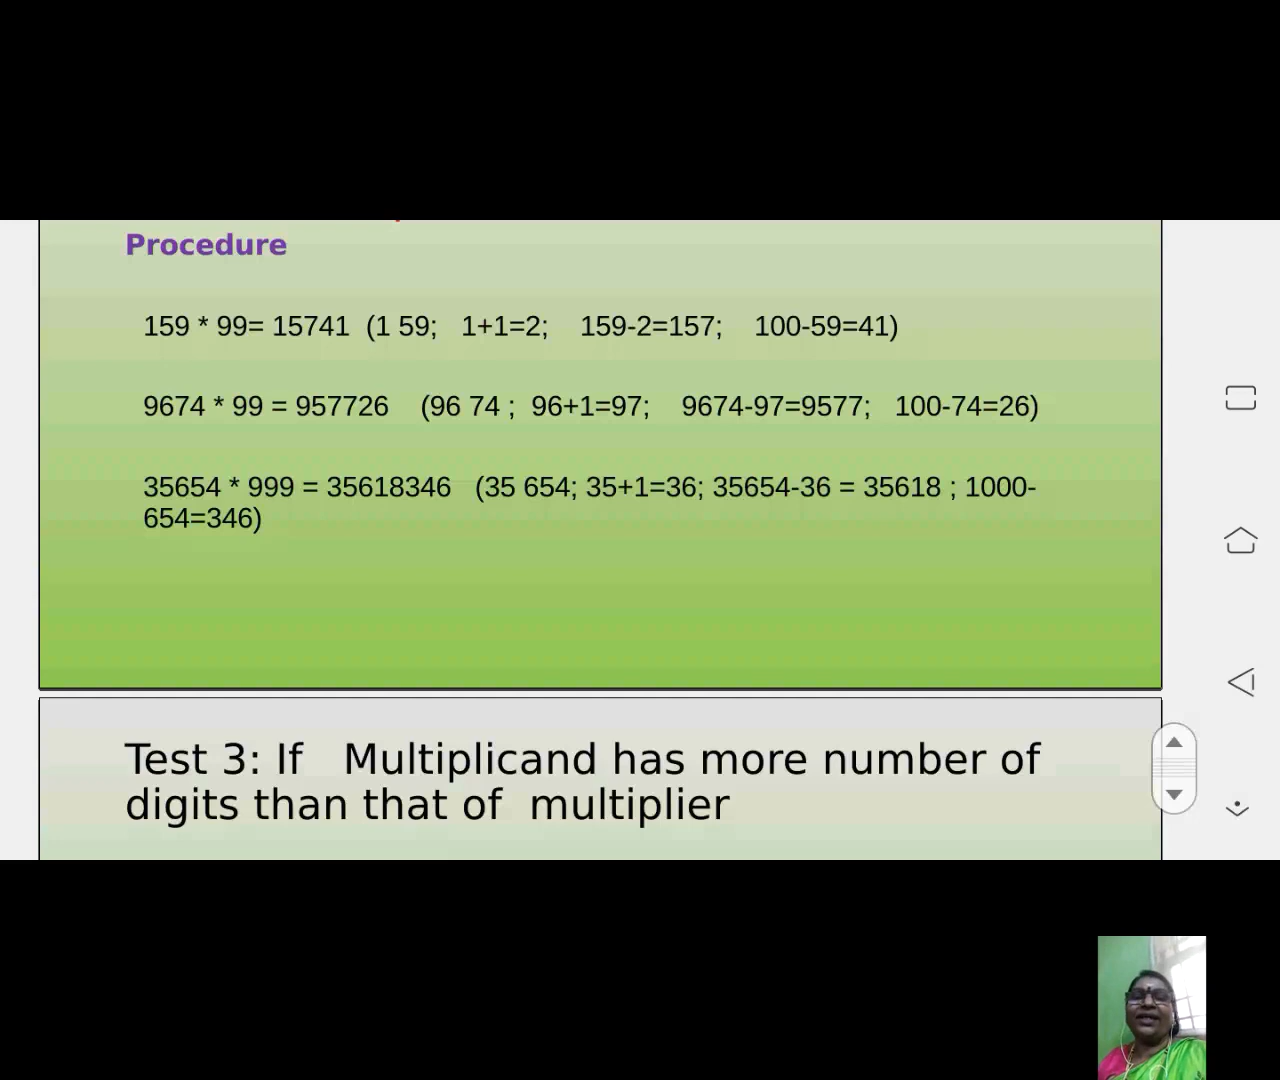 Procedure
159 * 99= 15741 (1 59; 1+1=2; 159-2=157; 100-59=41)
9674 * 99 = 957726 (96 74 ; 96+1=97; 9674-97=9577; 100-74=26)
35654 * 999 = 35618346 (35 654; 35+1=36; 35654-36 = 35618 ; 1000-
654=346)
Test 3: If Multiplicand has more number of
digits than that of multiplier